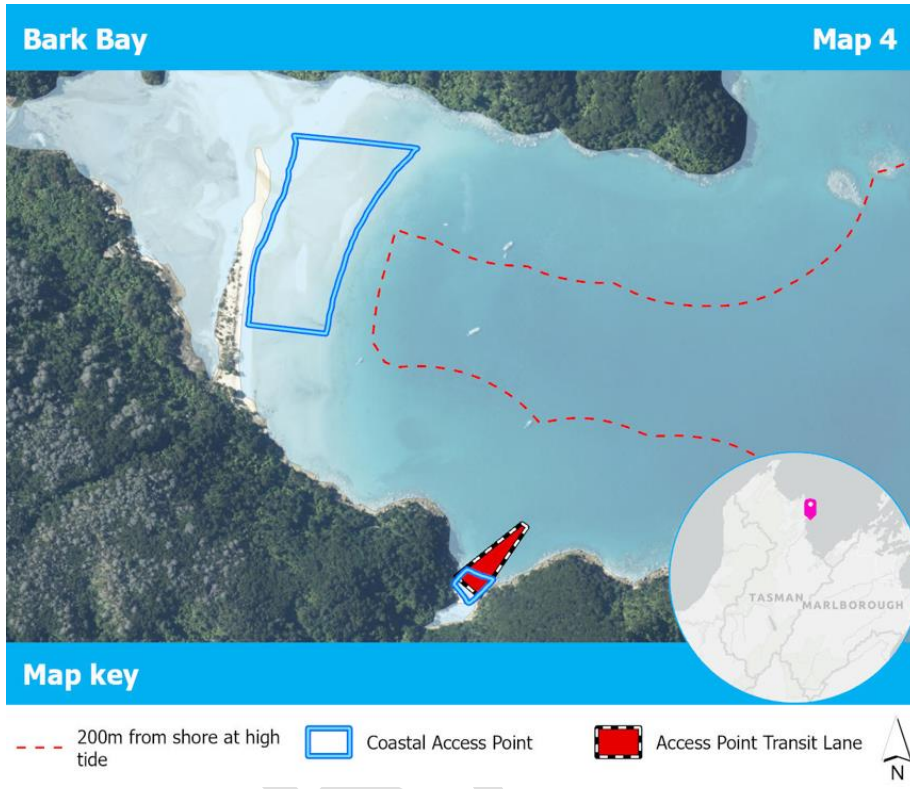 Bark Bay
Map 4
TASMAN
MARLBOROUGH
Map key
200m from shore at high
tide
Coastal Access Point
Access Point Transit Lane
N